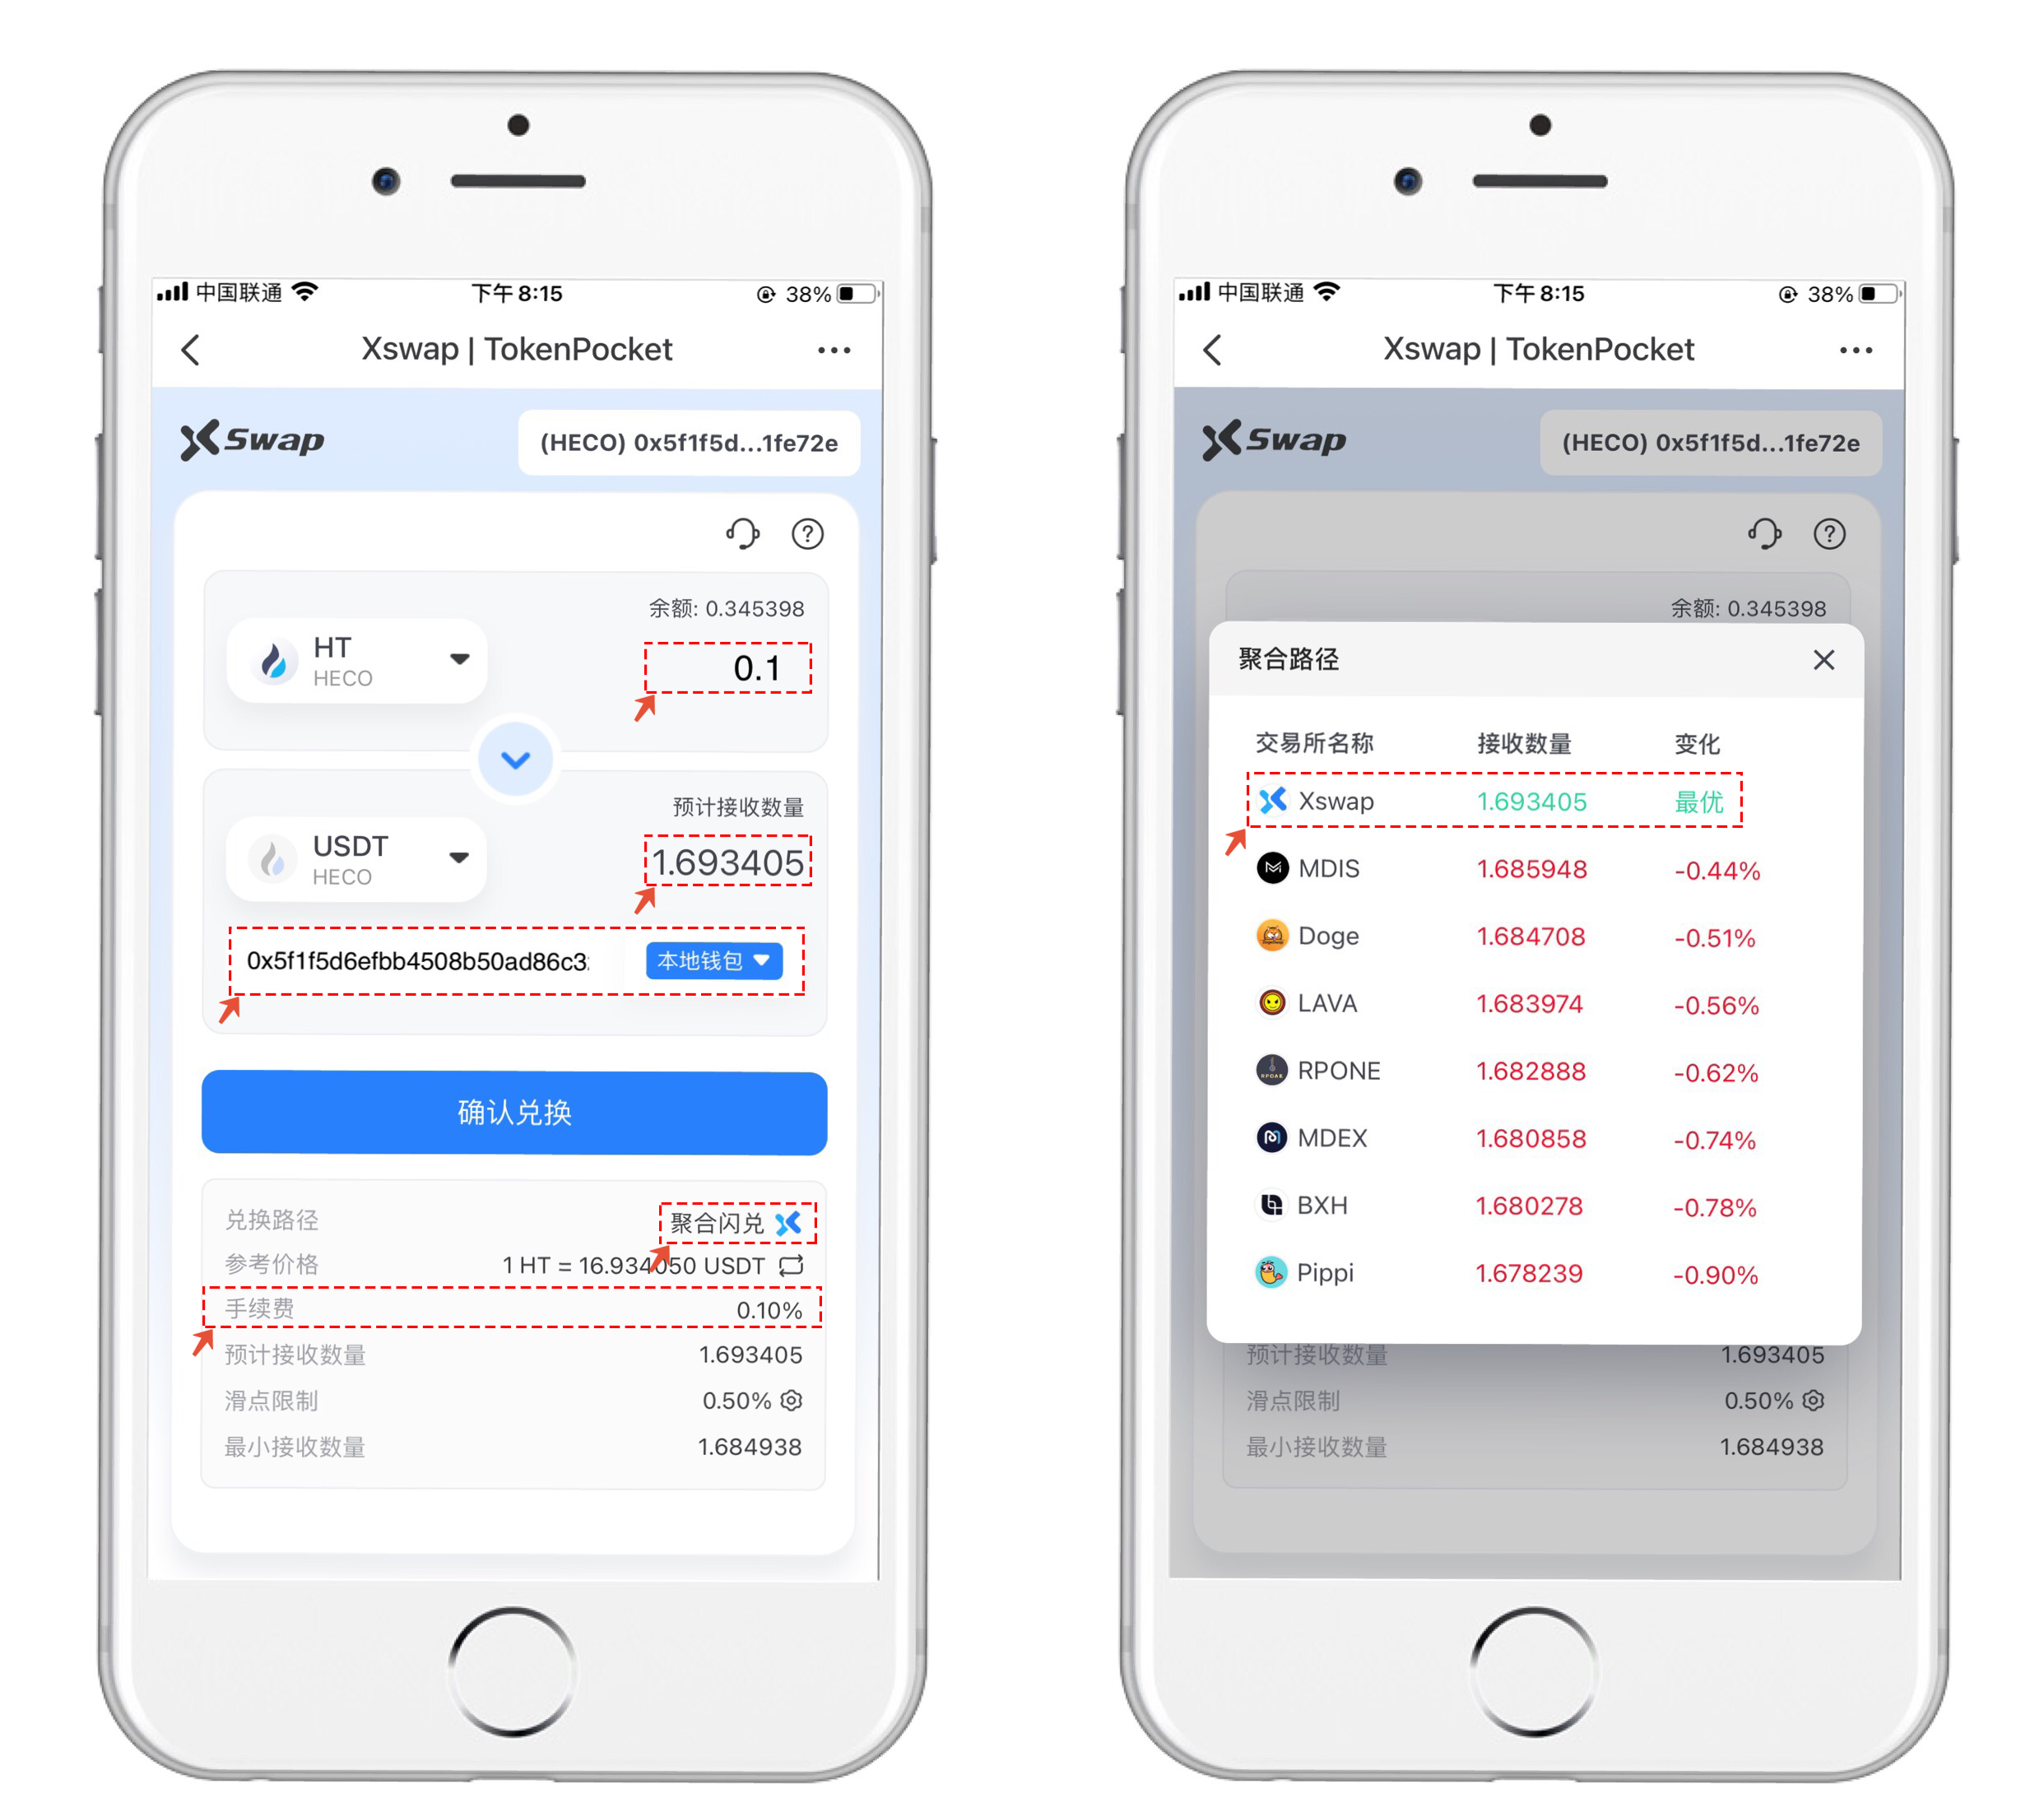 中国联通
下午 8:15
38%
Xswap | TokenPocket
Swap
(HECO) 0x5f1f5d...1fe72e
余额: 0.345398
HT
HECO
0.1
预计接收数量
USDT
HECO
1.693405
0x5f1f5d6efbb4508b50ad86c3
本地钱包
确认兑换
兑换路径 聚合闪兑
参考价格 1 HT = 16.934050 USDT
手续费 0.10%
预计接收数量 1.693405
滑点限制 0.50%
最小接收数量 1.684938
中国联通
下午 8:15
38%
Xswap | TokenPocket
Swap
(HECO) 0x5f1f5d...1fe72e
余额: 0.345398
聚合路径
交易所名称 接收数量 变化
Xswap 1.693405 最优
MDIS 1.685948 -0.44%
Doge 1.684708 -0.51%
LAVA 1.683974 -0.56%
RPONE 1.682888 -0.62%
MDEX 1.680858 -0.74%
BXH 1.680278 -0.78%
Pippi 1.678239 -0.90%
预计接收数量 1.693405
滑点限制 0.50%
最小接收数量 1.684938